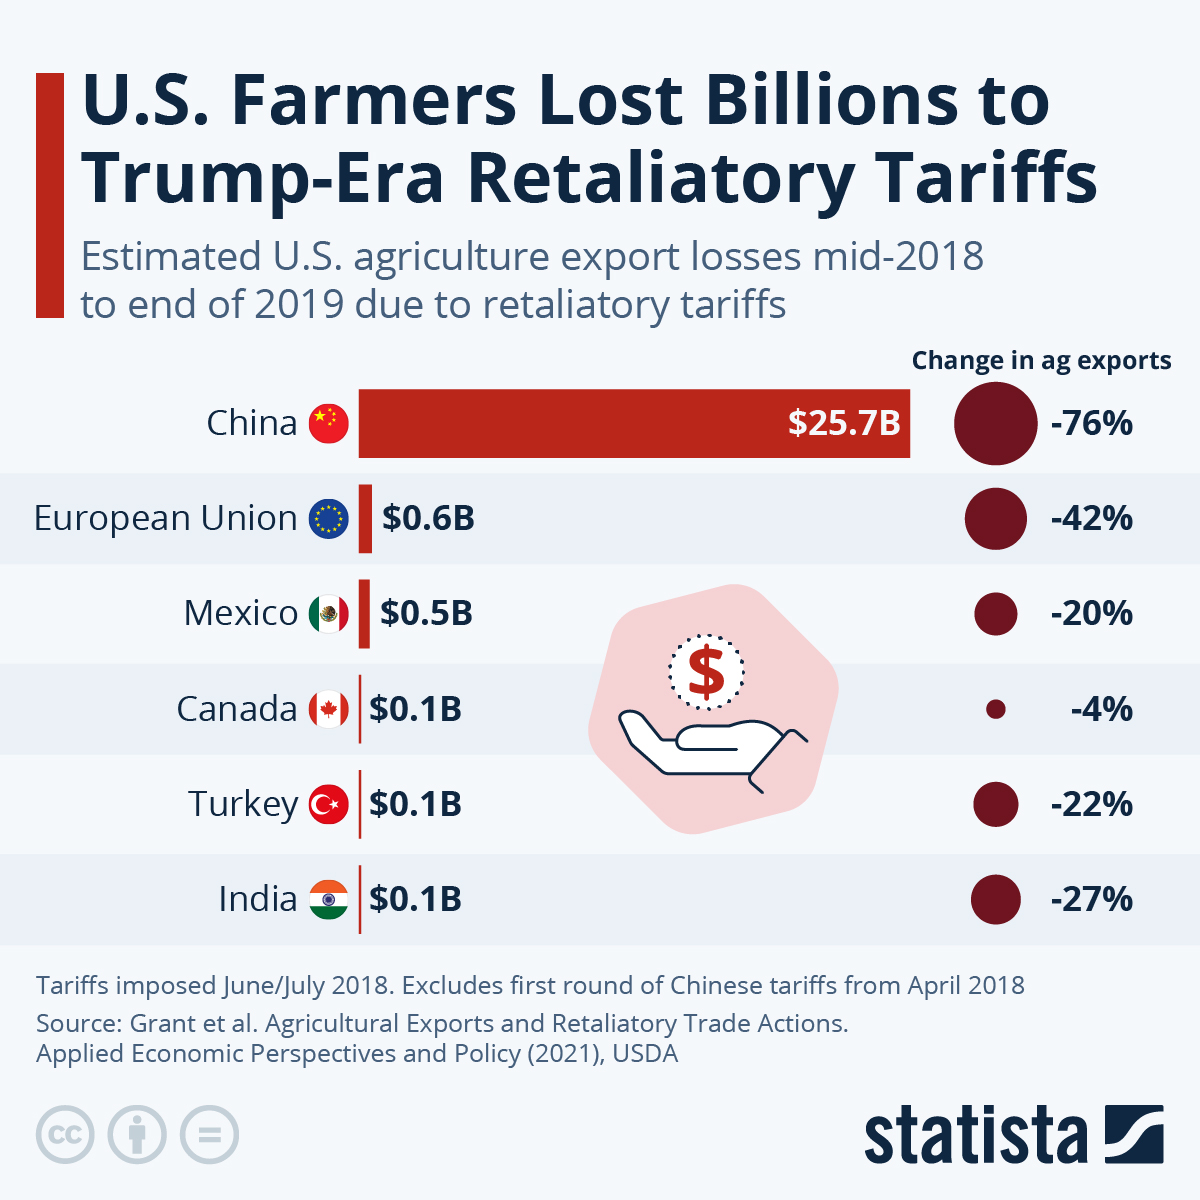 U.S. Farmers Lost Billions to
Trump-Era Retaliatory Tariffs
Estimated U.S. agriculture export losses mid-2018
to end of 2019 due to retaliatory tariffs
Change in ag exports
China $25.7B -76%
European Union $0.6B -42%
Mexico $0.5B -20%
$
Canada $0.1B -4%
Turkey $0.1B -22%
India $0.1B -27%
Tariffs imposed June/July 2018. Excludes first round of Chinese tariffs from April 2018
Source: Grant et al. Agricultural Exports and Retaliatory Trade Actions.
Applied Economic Perspectives and Policy (2021), USDA
cc = statista